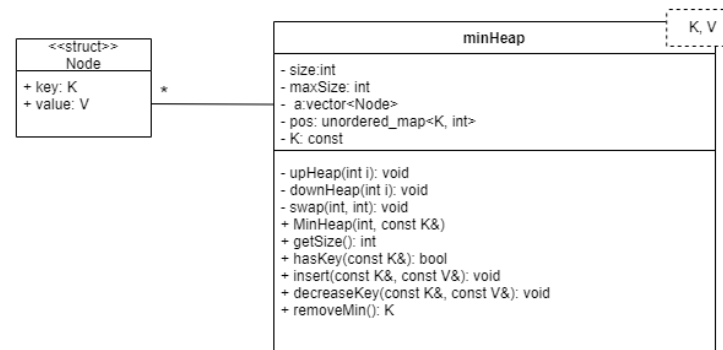 <<struct>>
Node
+ key: K
+ value: V
*
K, V
minHeap
- size:int
- maxSize: int
- a:vector<Node>
- pos: unordered_map<K, int>
- K: const
- upHeap(int i): void
- downHeap(int i): void
- swap(int, int): void
+ MinHeap(int, const K&)
+ getSize(): int
+ hasKey(const K&): bool
+ insert(const K&, const V&): void
+ decreaseKey(const K&, const V&): void
+ removeMin(): K